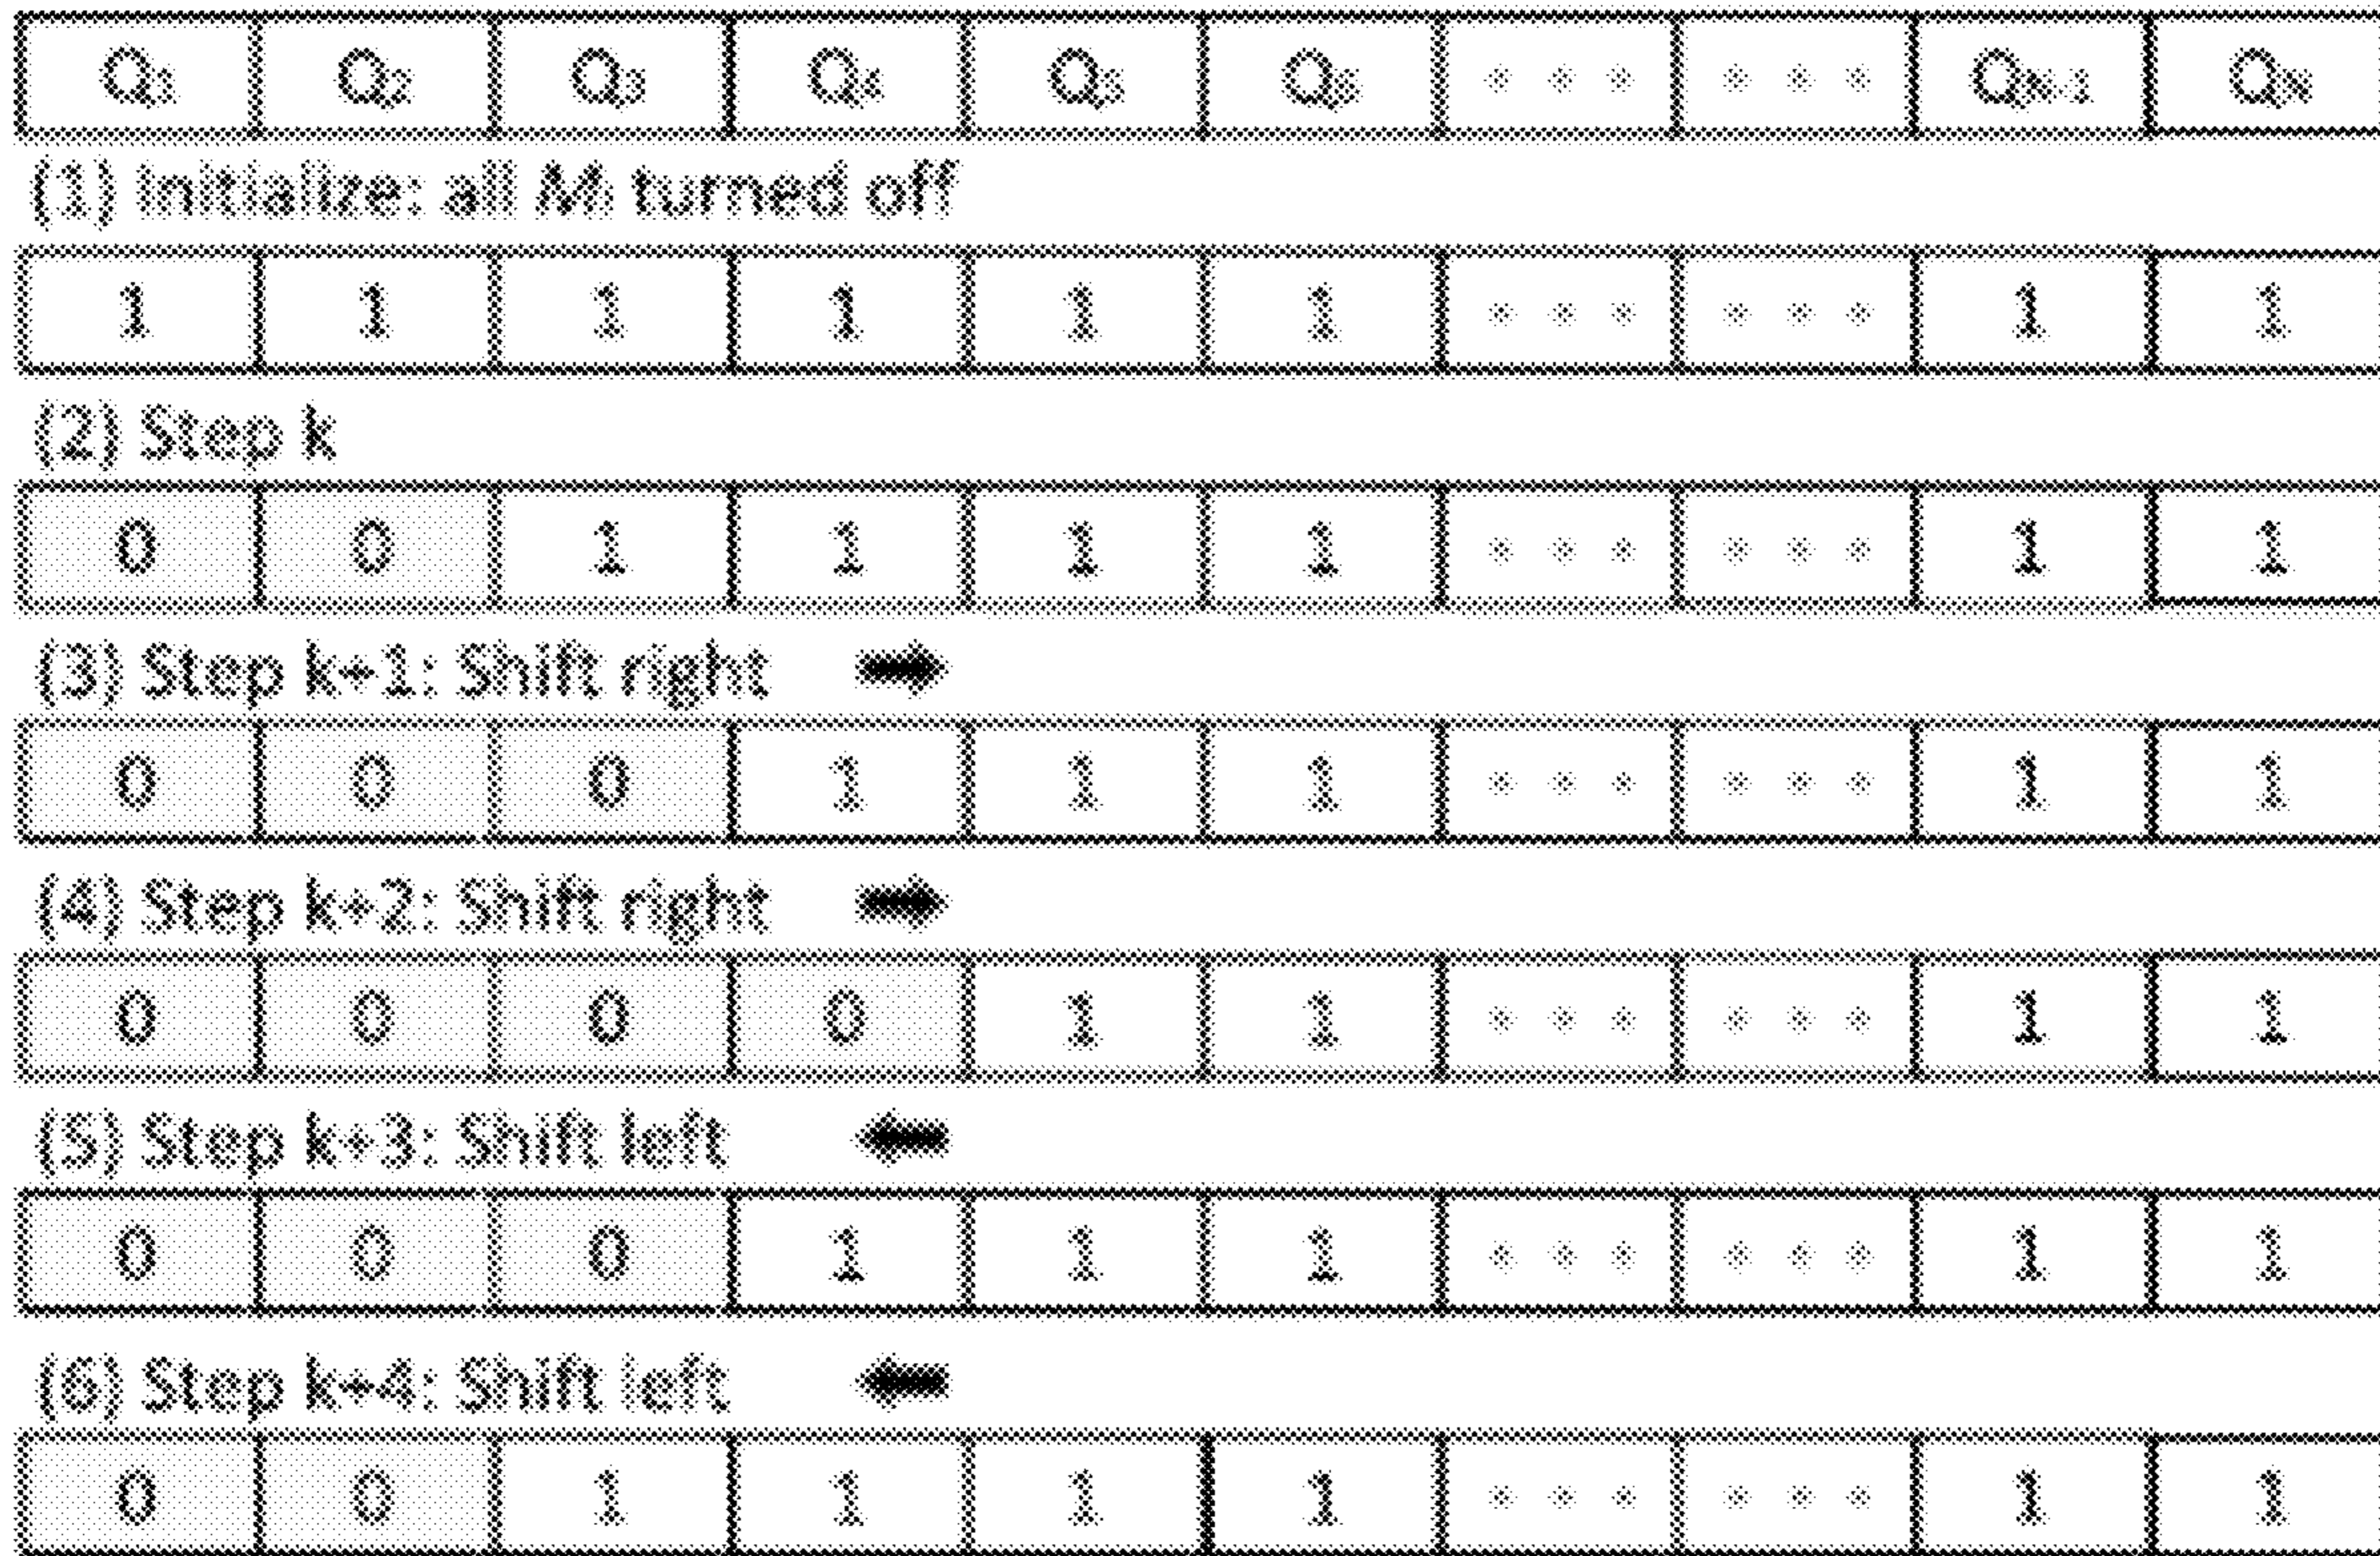 Q1 Q2 Q3 Q4 Q5 Q6 • • • • • • QN-1 QN
(1) Initialize: all Mi turned off
1 1 1 1 1 1 • • • • • • 1 1
(2) Step k
0 0 1 1 1 1 • • • • • • 1 1
(3) Step k+1: Shift right
0 0 0 1 1 1 • • • • • • 1 1
(4) Step k+2: Shift right
0 0 0 0 1 1 • • • • • • 1 1
(5) Step k+3: Shift left
0 0 0 1 1 1 • • • • • • 1 1
(6) Step k+4: Shift left
0 0 1 1 1 1 • • • • • • 1 1